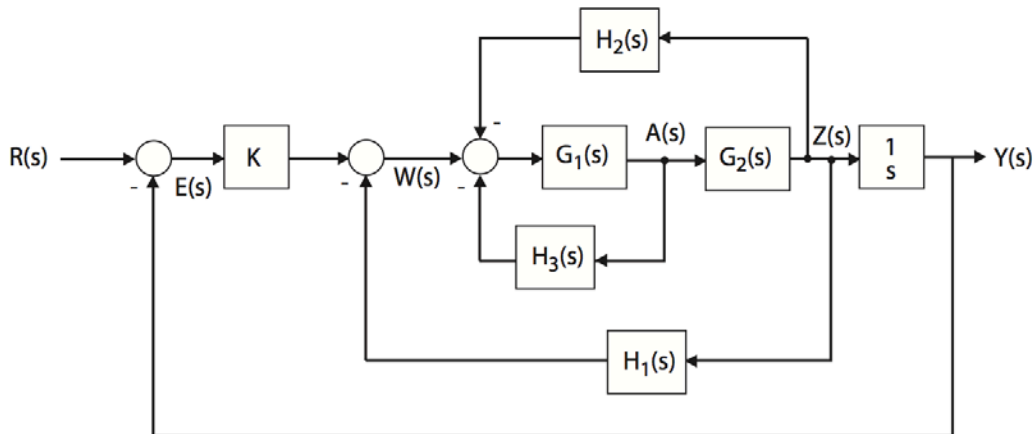 H₂(s)
-
R(s)
K
G₁(s)
A(s)
G₂(s)
Z(s)
1
s
Y(s)
-
E(s)
-
W(s)
-
H₃(s)
H₁(s)